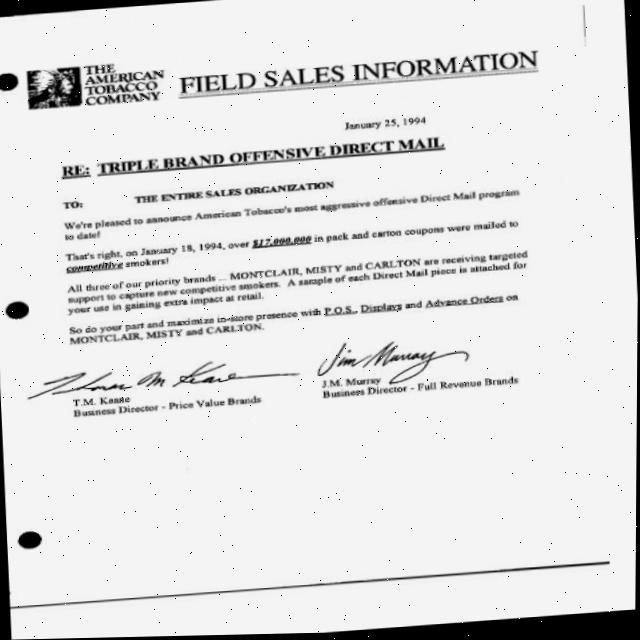 THE
AMERICAN
TOBACCO
COMPANY
FIELD SALES INFORMATION
January 25, 1994
RE: TRIPLE BRAND OFFENSIVE DIRECT MAIL
TO: THE ENTIRE SALES ORGANIZATION
We're pleased to announce American Tobacco's most aggressive offensive Direct Mail program
to date!
That's right, on January 18, 1994, over $17,000,000 in pack and carton coupons were mailed to
competitive smokers!
All three of our priority brands ... MONTCLAIR, MISTY and CARLTON are receiving targeted
support to capture new competitive smokers. A sample of each Direct Mail piece is attached for
your use in gaining extra impact at retail.
So do your part and maximize in-store presence with P.O.S., Displays and Advance Orders on
MONTCLAIR, MISTY and CARLTON.
Jim Murray
T.M. Keane
Business Director - Price Value Brands
J.M. Murray
Business Director - Full Revenue Brands